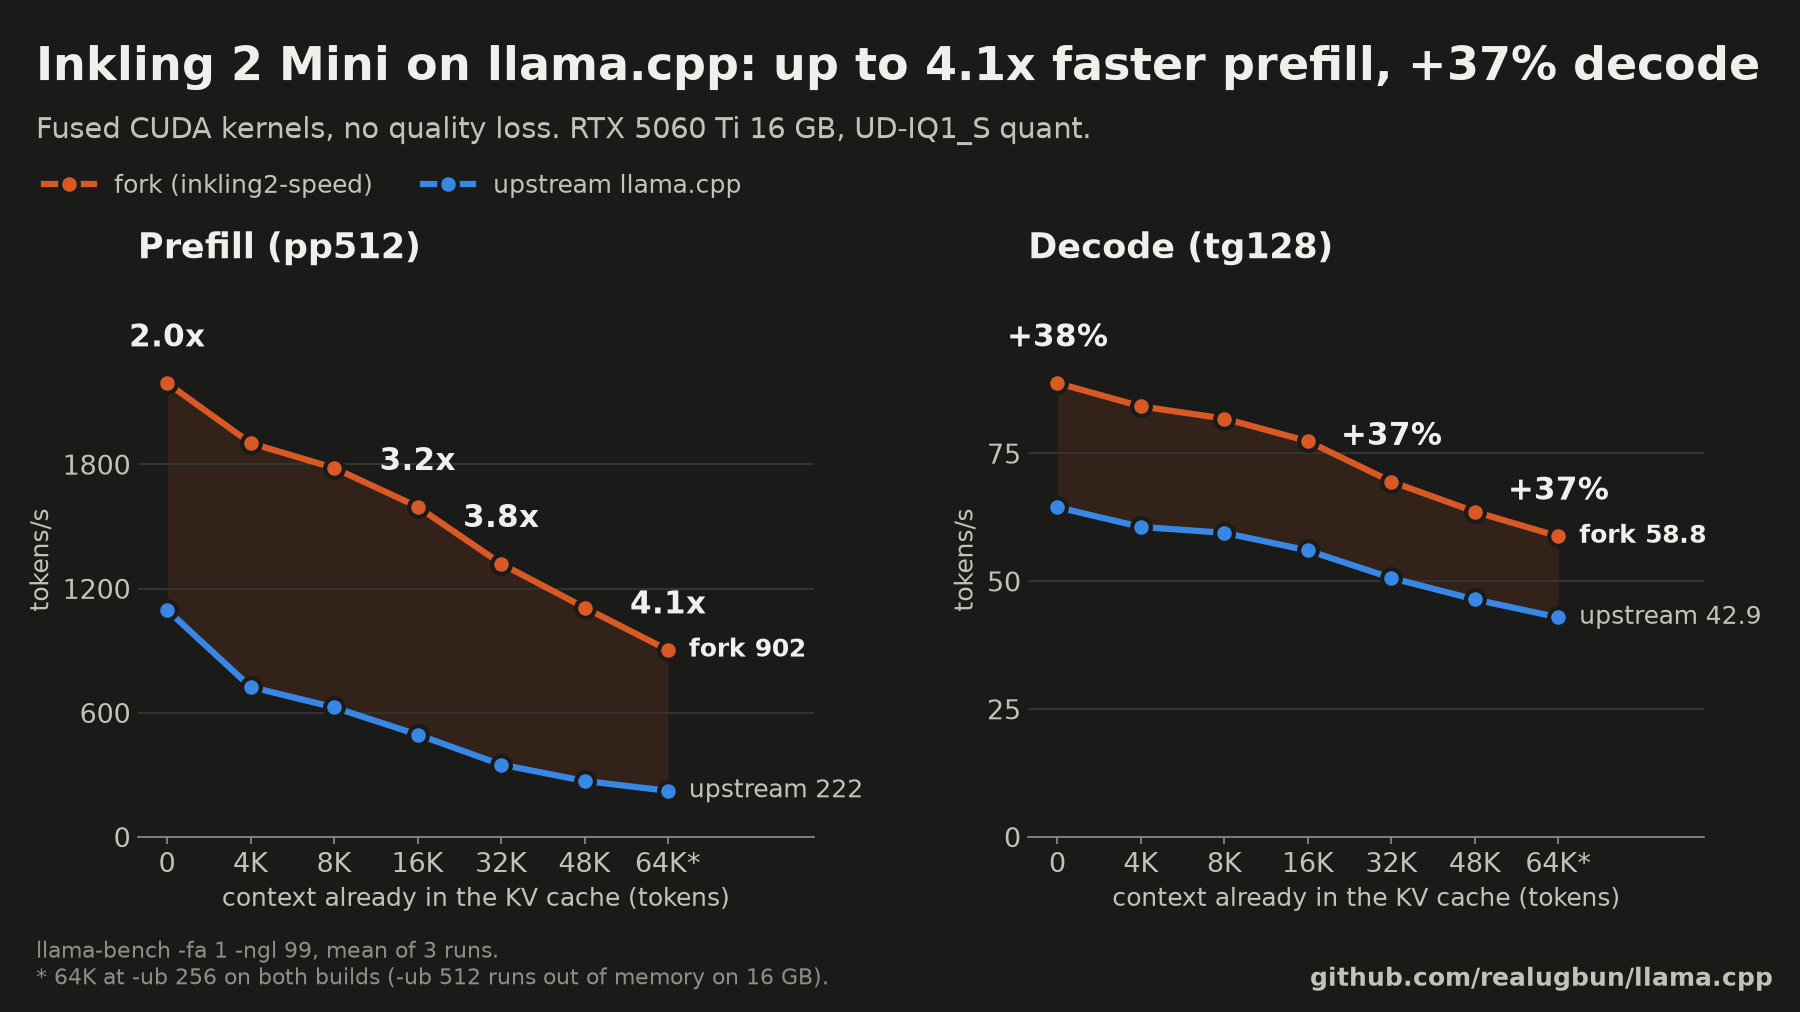 Inkling 2 Mini on llama.cpp: up to 4.1x faster prefill, +37% decode
Fused CUDA kernels, no quality loss. RTX 5060 Ti 16 GB, UD-IQ1_S quant.
fork (inkling2-speed)
upstream llama.cpp
Prefill (pp512)
2.0x
3.2x
3.8x
4.1x
fork 902
upstream 222
tokens/s
1800
1200
600
0
0 4K 8K 16K 32K 48K 64K*
context already in the KV cache (tokens)
Decode (tg128)
+38%
+37%
+37%
fork 58.8
upstream 42.9
tokens/s
75
50
25
0
0 4K 8K 16K 32K 48K 64K*
context already in the KV cache (tokens)
llama-bench -fa 1 -ngl 99, mean of 3 runs.
* 64K at -ub 256 on both builds (-ub 512 runs out of memory on 16 GB).
github.com/realugbun/llama.cpp